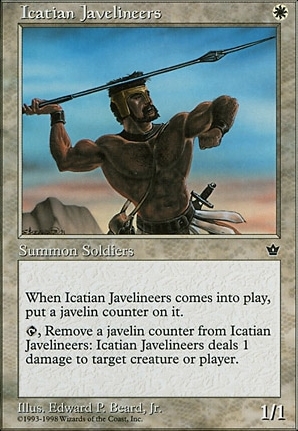 Icatian Javelineers
Summon Soldiers
When Icatian Javelineers comes into play,
put a javelin counter on it.
, Remove a javelin counter from Icatian
Javelineers: Icatian Javelineers deals 1
damage to target creature or player.
Illus. Edward P. Beard, Jr.
©1993-1998 Wizards of the Coast, Inc.
1/1